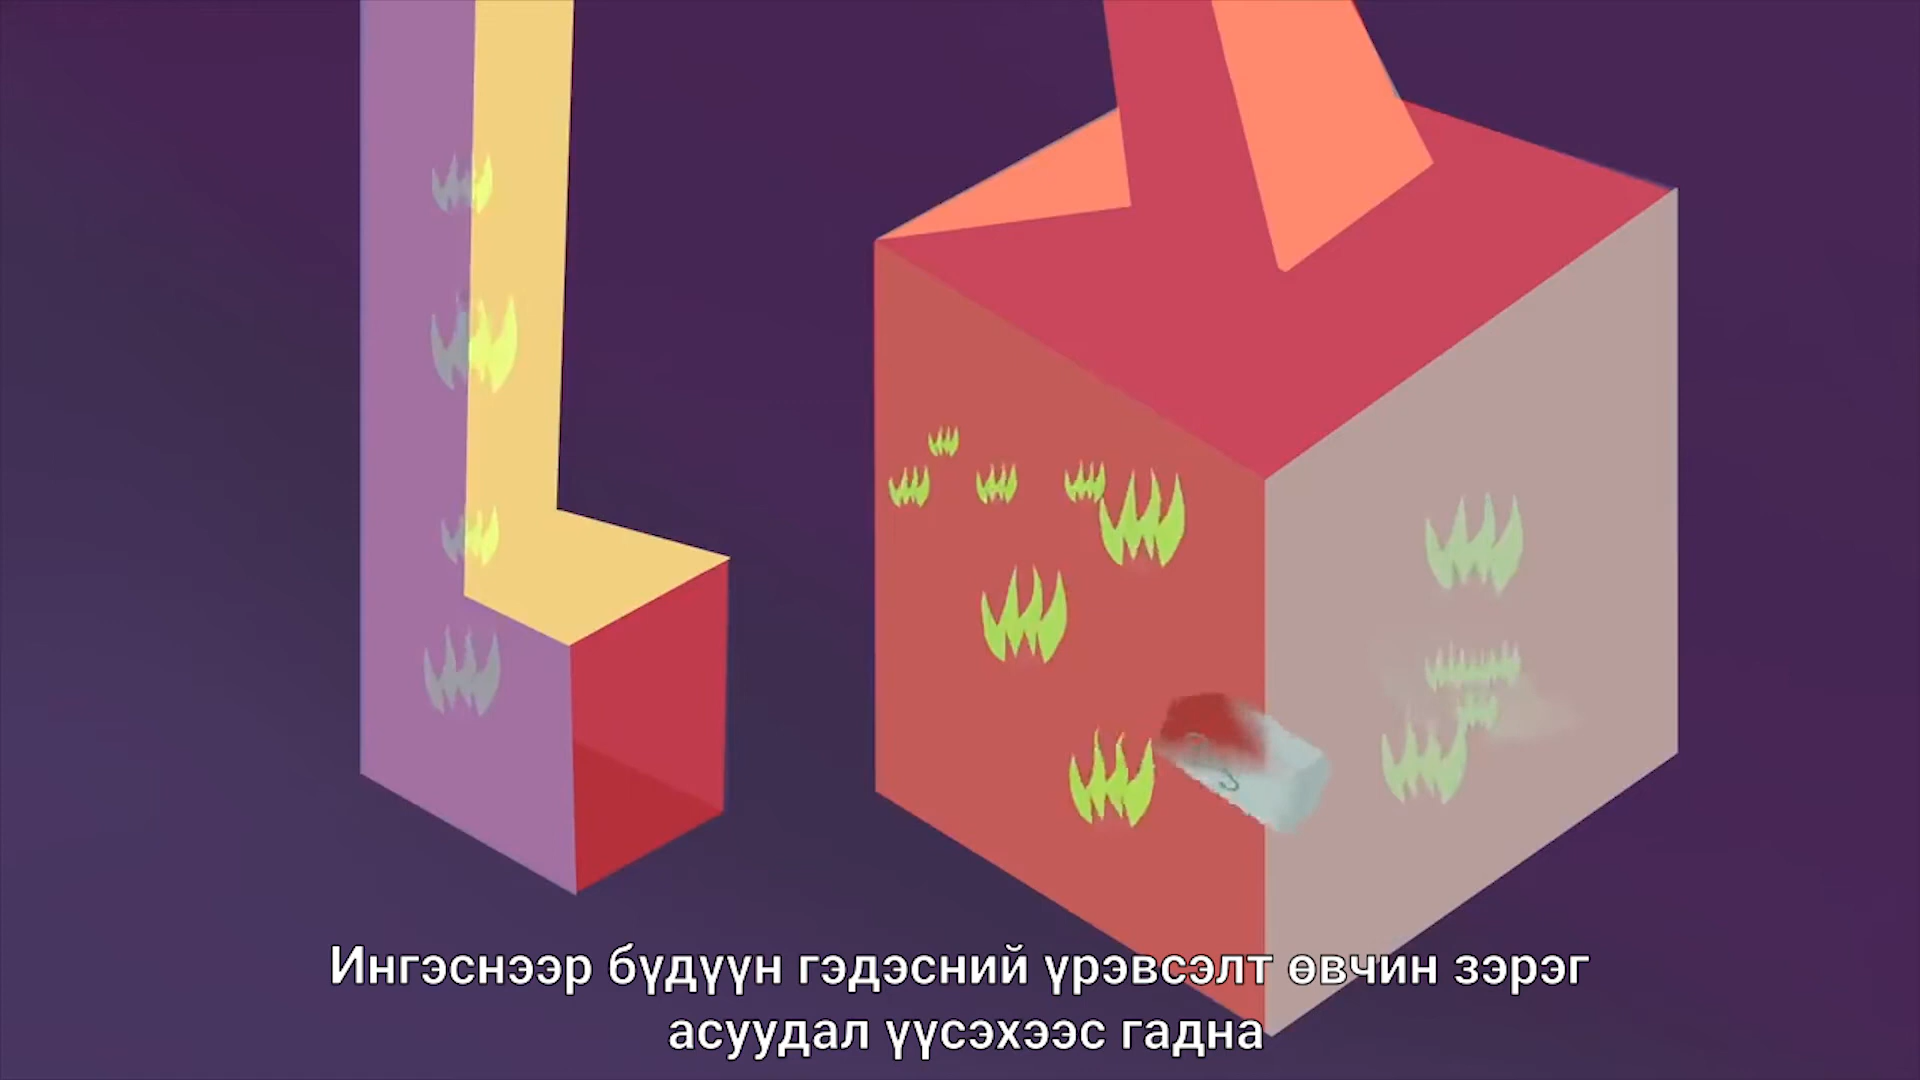 Ингэснээр бүдүүн гэдэсний үрэвсэлт өвчин зэрэг
асуудал үүсэхээс гадна